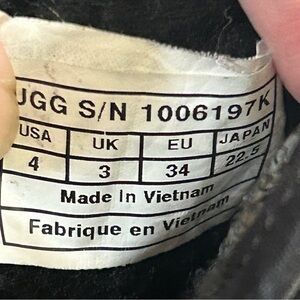 UGG S/N 1006197K
USA UK EU JAPAN
4 3 34 22.5
Made In Vietnam
Fabrique en Vietnam